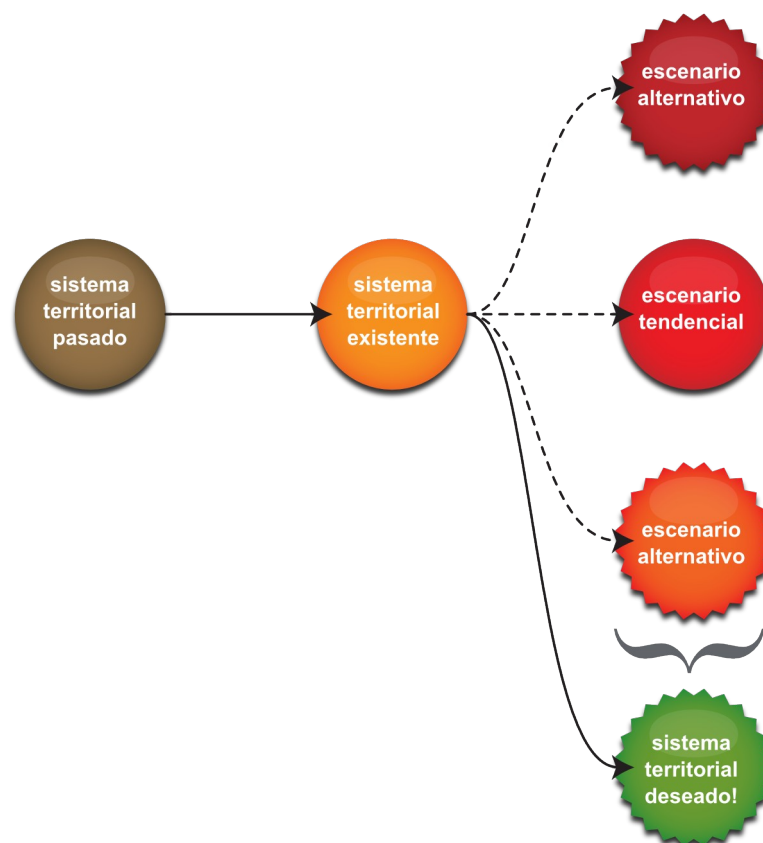 escenario
alternativo
sistema
territorial
pasado
sistema
territorial
existente
escenario
tendencial
escenario
alternativo
sistema
territorial
deseado!